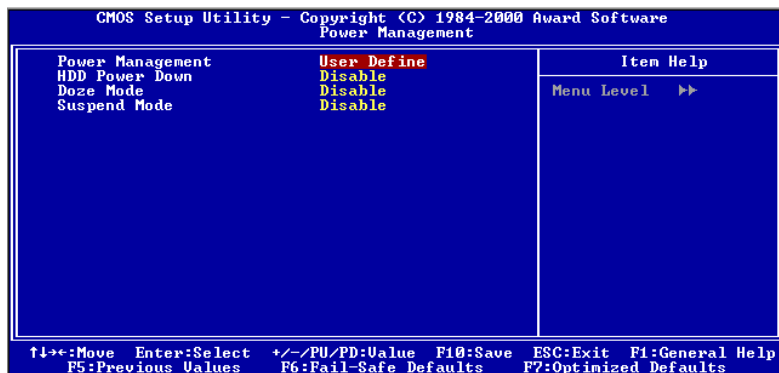 CMOS Setup Utility - Copyright (C) 1984-2000 Award Software
Power Management
Power Management User Define
HDD Power Down Disable
Doze Mode Disable
Suspend Mode Disable
Item Help
Menu Level ▸▸
↑↓→←:Move Enter:Select +/-/PU/PD:Value F10:Save ESC:Exit F1:General Help
F5:Previous Values F6:Fail-Safe Defaults F7:Optimized Defaults